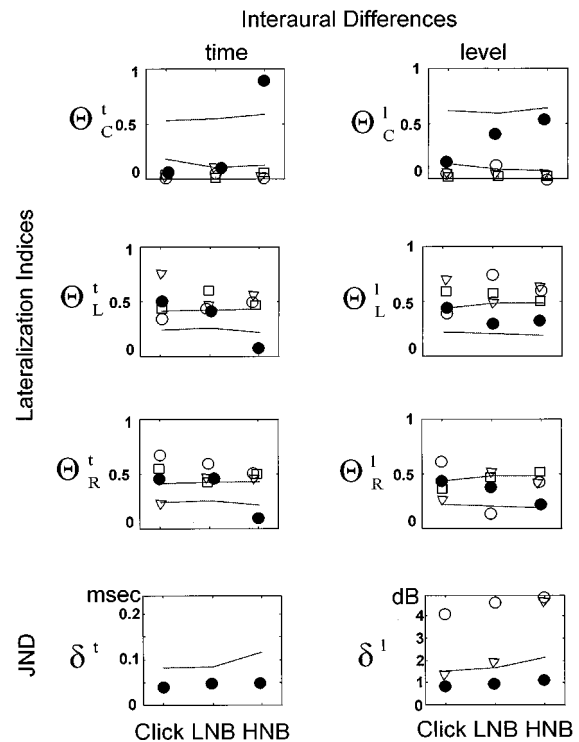 Interaural Differences
time level
Lateralization Indices
Θ t C
1
0.5
0
Θ l C
1
0.5
0
Θ t L
1
0.5
0
Θ l L
1
0.5
0
Θ t R
1
0.5
0
Θ l R
1
0.5
0
JND
δ t
msec
0.2
0.1
0
δ l
dB
4
2
1
0
Click LNB HNB Click LNB HNB